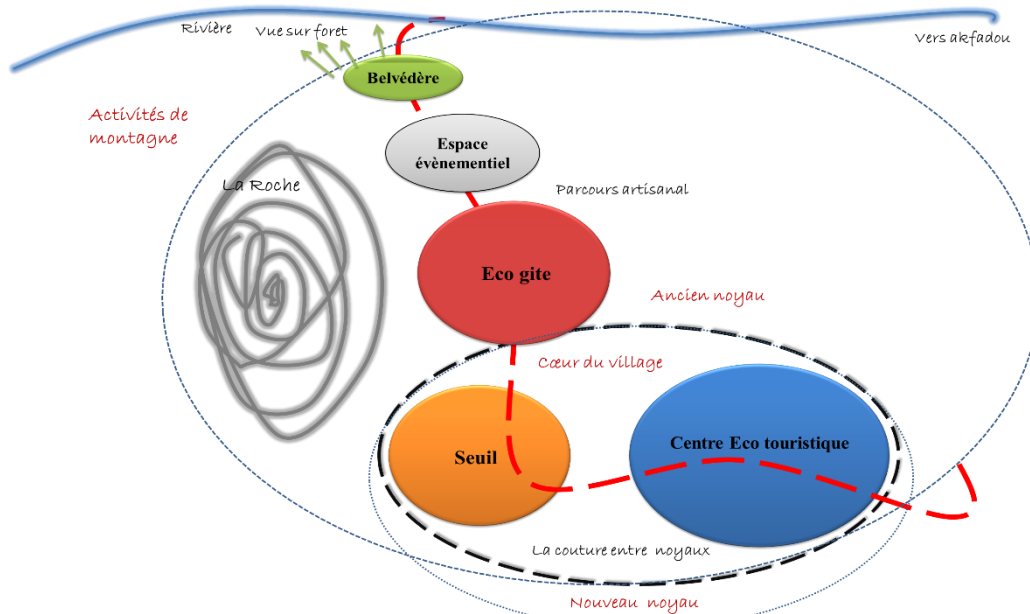 Rivière
Vue sur foret
Vers akfadou
Belvédère
Activités de
montagne
Espace
évènementiel
La Roche
Parcours artisanal
Eco gite
Ancien noyau
Cœur du village
Seuil
Centre Eco touristique
La couture entre noyaux
Nouveau noyau